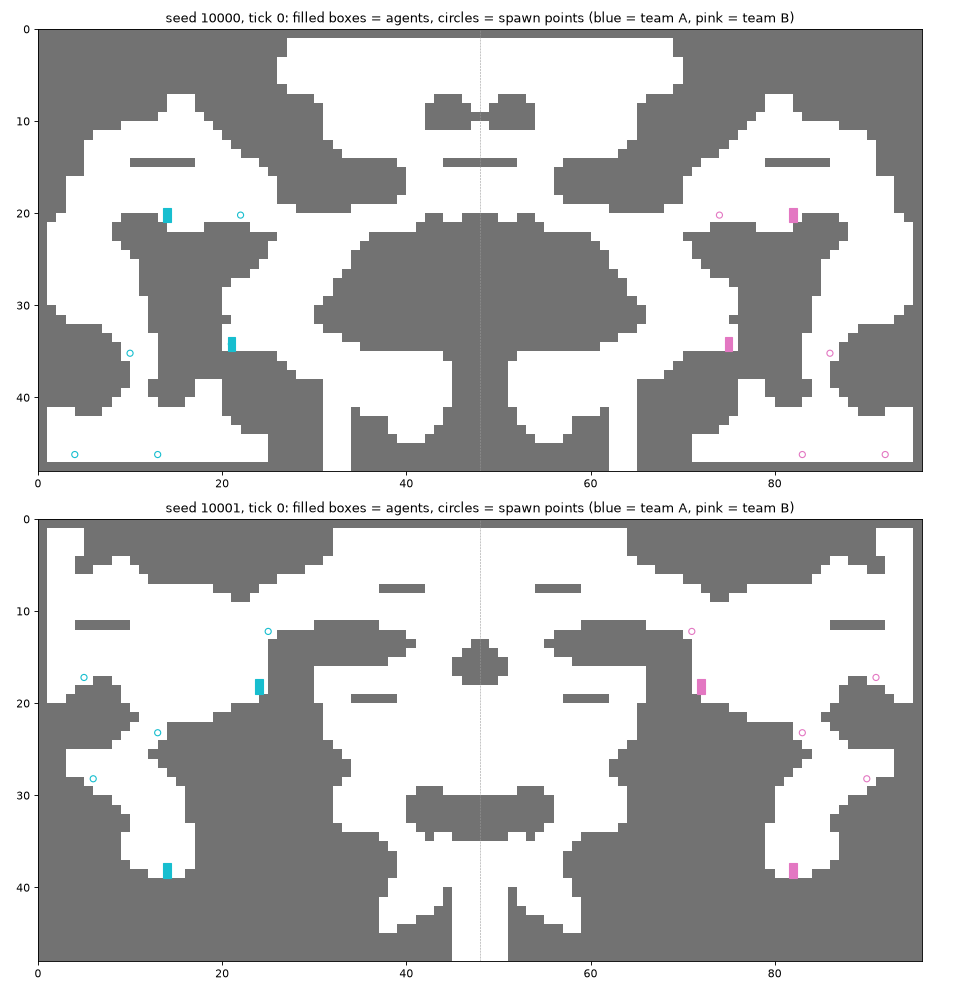 seed 10000, tick 0: filled boxes = agents, circles = spawn points (blue = team A, pink = team B)
0
10
20
30
40
0 20 40 60 80
seed 10001, tick 0: filled boxes = agents, circles = spawn points (blue = team A, pink = team B)
0
10
20
30
40
0 20 40 60 80